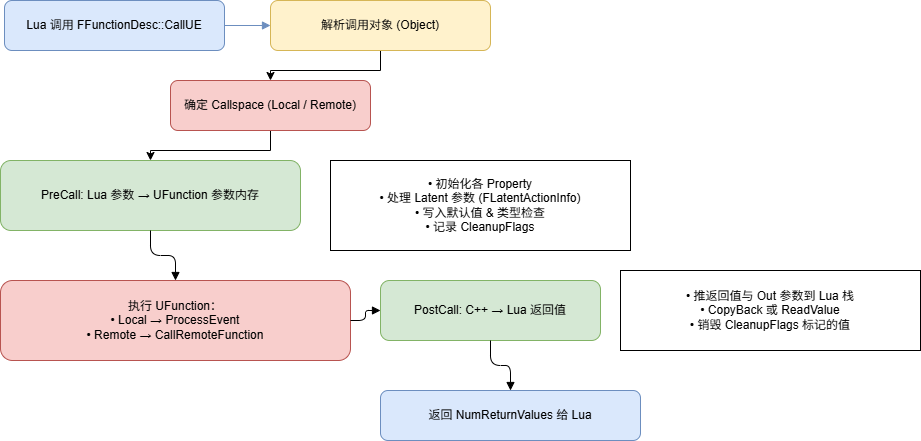 Lua 调用 FFunctionDesc::CallUE
解析调用对象 (Object)
确定 Callspace (Local / Remote)
PreCall: Lua 参数 → UFunction 参数内存
• 初始化各 Property
• 处理 Latent 参数 (FLatentActionInfo)
• 写入默认值 & 类型检查
• 记录 CleanupFlags
执行 UFunction：
• Local → ProcessEvent
• Remote → CallRemoteFunction
PostCall: C++ → Lua 返回值
• 推返回值与 Out 参数到 Lua 栈
• CopyBack 或 ReadValue
• 销毁 CleanupFlags 标记的值
返回 NumReturnValues 给 Lua